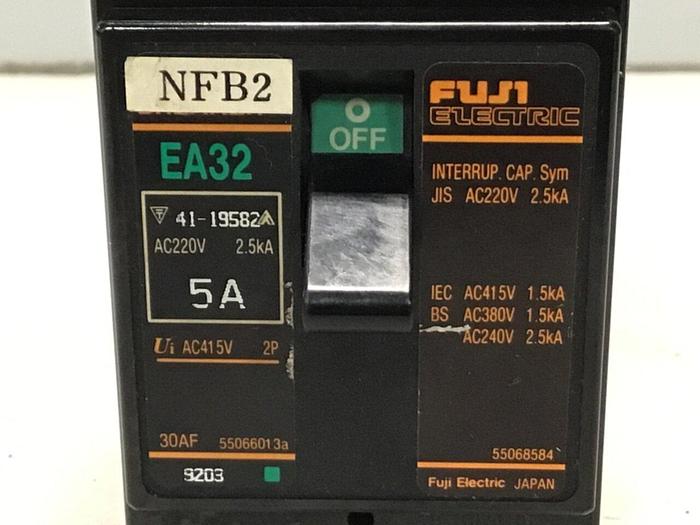 NFB2
EA32
41-19582
AC220V 2.5kA
5A
Ui AC415V 2P
30AF 55066013a
9203
OFF
FUJI
ELECTRIC
INTERRUP. CAP. Sym
JIS AC220V 2.5kA
IEC AC415V 1.5kA
BS AC380V 1.5kA
AC240V 2.5kA
55068584
Fuji Electric JAPAN